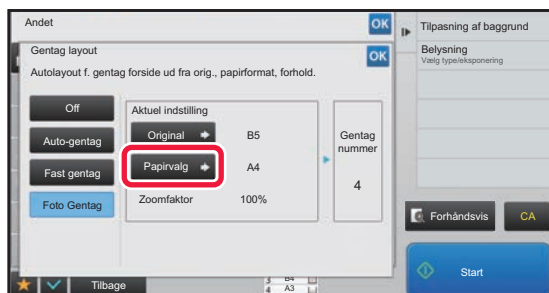 Andet
OK
Gentag layout
OK
Autolayout f. gentag forside ud fra orig., papirformat, forhold.
Off
Auto-gentag
Fast gentag
Foto Gentag
Aktuel indstilling
Original
B5
Papirvalg
A4
Zoomfaktor
100%
Gentag
nummer
4
Tilbage
3 B4
4 A3
Tilpasning af baggrund
Belysning
Vælg type/eksponering
Forhåndsvis
CA
Start